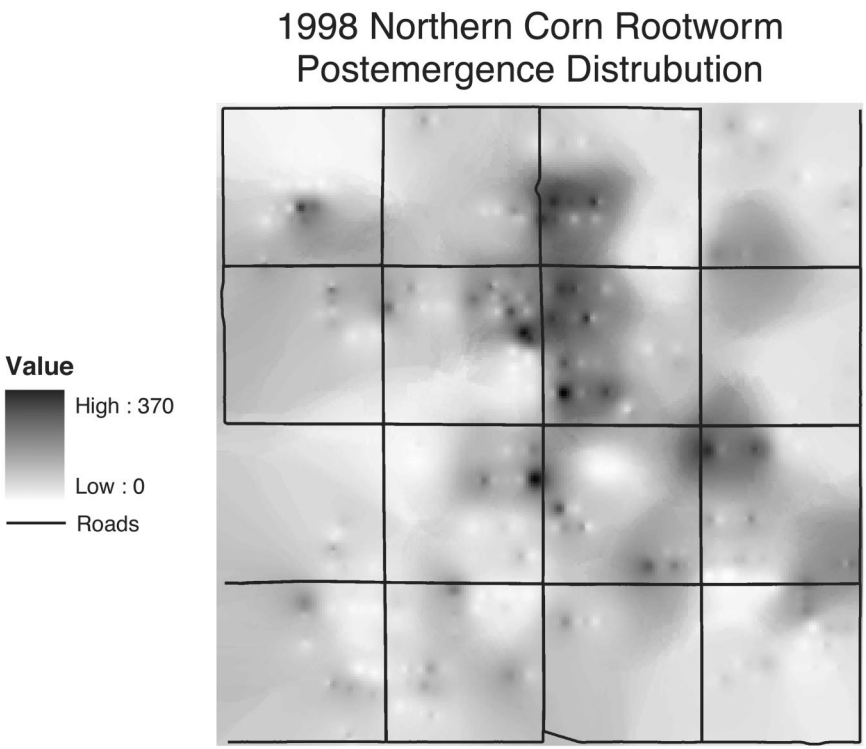 1998 Northern Corn Rootworm
Postemergence Distrubution
Value
High : 370
Low : 0
Roads